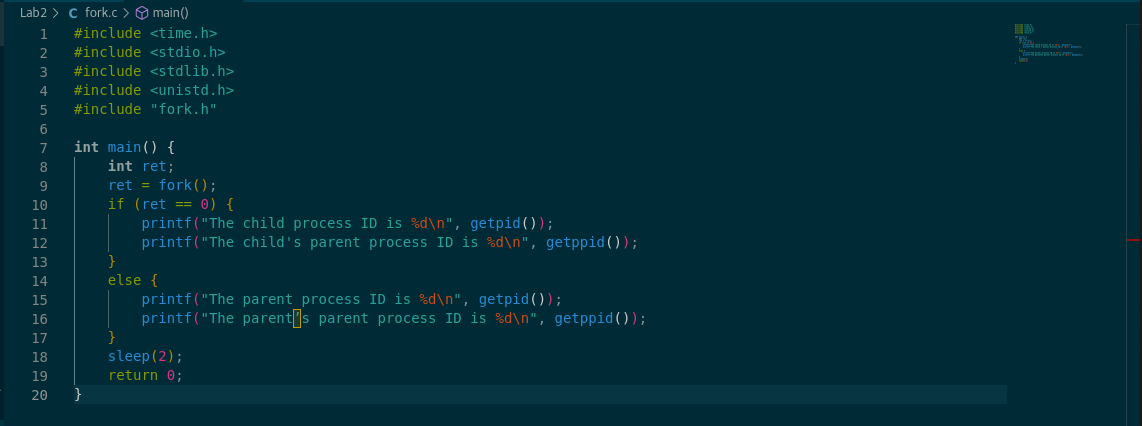 Lab2 > C fork.c > main()
1 #include <time.h>
2 #include <stdio.h>
3 #include <stdlib.h>
4 #include <unistd.h>
5 #include "fork.h"
6
7 int main() {
8     int ret;
9     ret = fork();
10     if (ret == 0) {
11         printf("The child process ID is %d\n", getpid());
12         printf("The child's parent process ID is %d\n", getppid());
13     }
14     else {
15         printf("The parent process ID is %d\n", getpid());
16         printf("The parent’s parent process ID is %d\n", getppid());
17     }
18     sleep(2);
19     return 0;
20 }